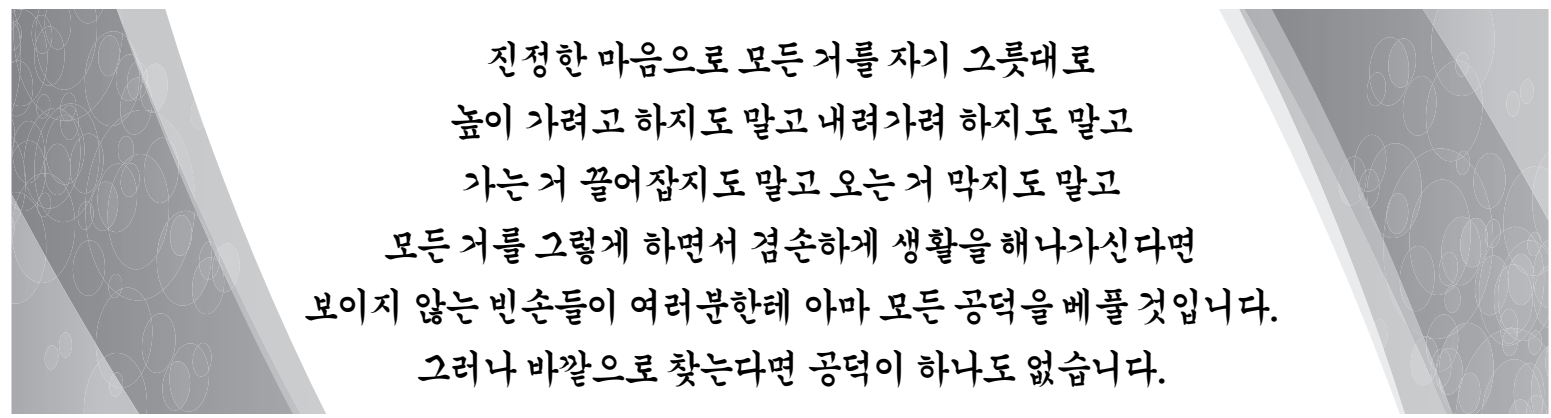 진정한 마음으로 모든 거를 자기 그릇대로
높이 가려고 하지도 말고 내려가려 하지도 말고
가는 거 끌어잡지도 말고 오는 거 막지도 말고
모든 거를 그렇게 하면서 겸손하게 생활을 해나가신다면
보이지 않는 빈손들이 여러분한테 아마 모든 공덕을 베풀 것입니다.
그러나 바깥으로 찾는다면 공덕이 하나도 없습니다.